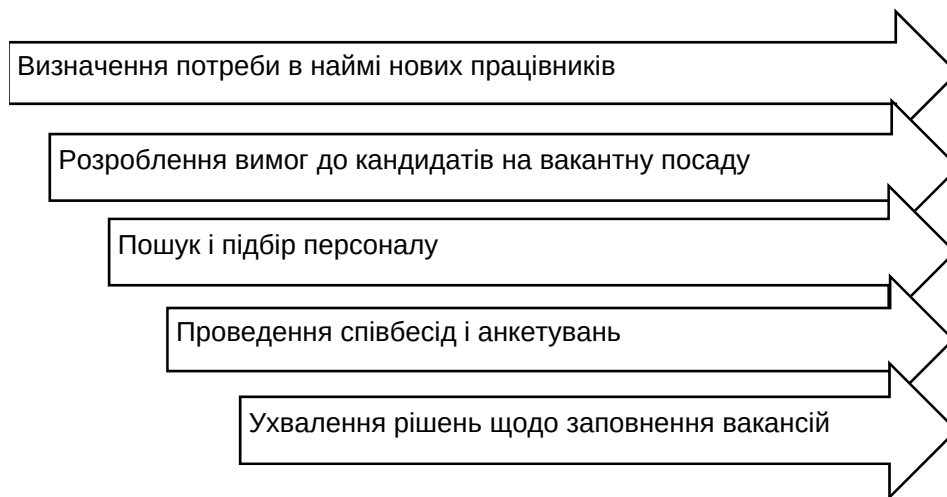 Визначення потреби в наймі нових працівників
Розроблення вимог до кандидатів на вакантну посаду
Пошук і підбір персоналу
Проведення співбесід і анкетувань
Ухвалення рішень щодо заповнення вакансій